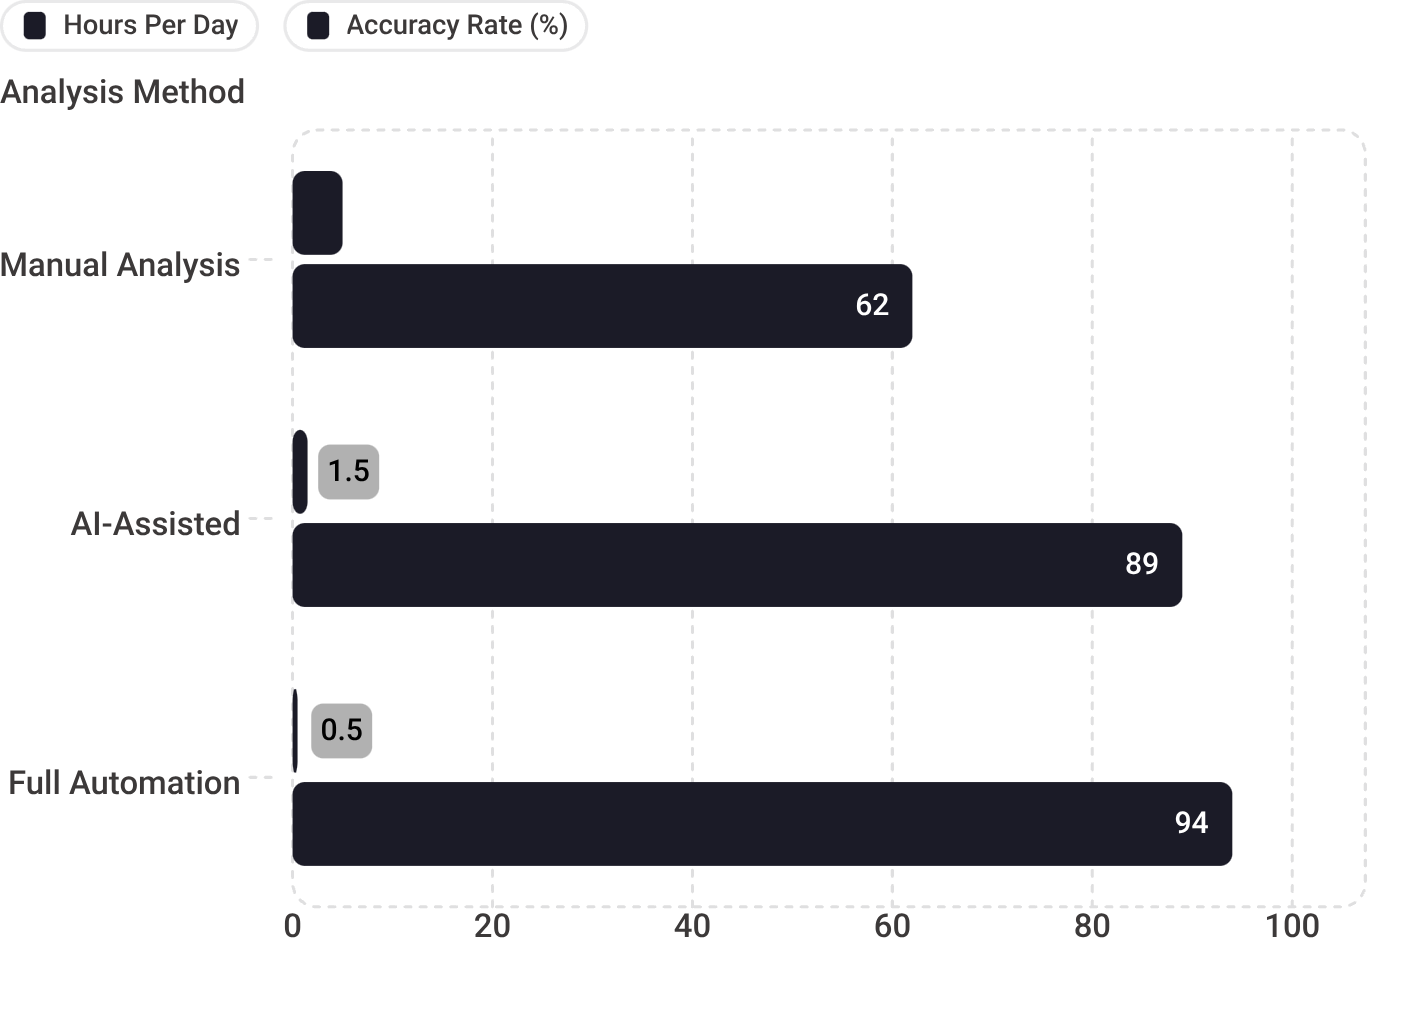 Hours Per Day
Accuracy Rate (%)
Analysis Method
Manual Analysis
62
1.5
AI-Assisted
89
0.5
Full Automation
94
0 20 40 60 80 100